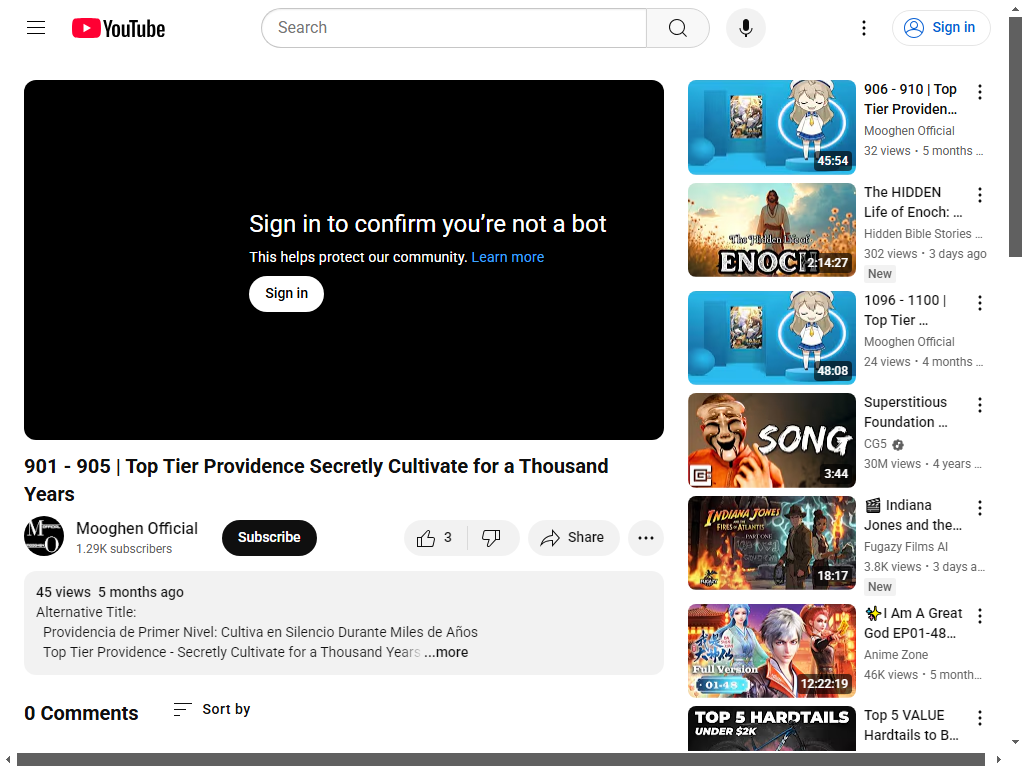 YouTube
Search
Sign in
Sign in to confirm you're not a bot
This helps protect our community. Learn more
Sign in
901 - 905 | Top Tier Providence Secretly Cultivate for a Thousand
Years
Mooghen Official
1.29K subscribers
Subscribe
3
Share
45 views 5 months ago
Alternative Title:
Providencia de Primer Nivel: Cultiva en Silencio Durante Miles de Años
Top Tier Providence - Secretly Cultivate for a Thousand Years ...more
0 Comments
Sort by
45:54
906 - 910 | Top
Tier Providen...
Mooghen Official
32 views • 5 months ...
The Hidden Life of
ENOCH
2:14:27
The HIDDEN
Life of Enoch: ...
Hidden Bible Stories ...
302 views • 3 days ago
New
48:08
1096 - 1100 |
Top Tier ...
Mooghen Official
24 views • 4 months ...
SONG
3:44
Superstitious
Foundation ...
CG5
30M views • 4 years ...
INDIANA JONES
AND THE
FIRES OF ATLANTIS
PART ONE
18:17
🎬 Indiana
Jones and the...
Fugazy Films AI
3.8K views • 3 days a...
New
Full Version
01-48
12:22:19
✨I Am A Great
God EP01-48...
Anime Zone
46K views • 5 month...
TOP 5 HARDTAILS
UNDER $2K
Top 5 VALUE
Hardtails to B...